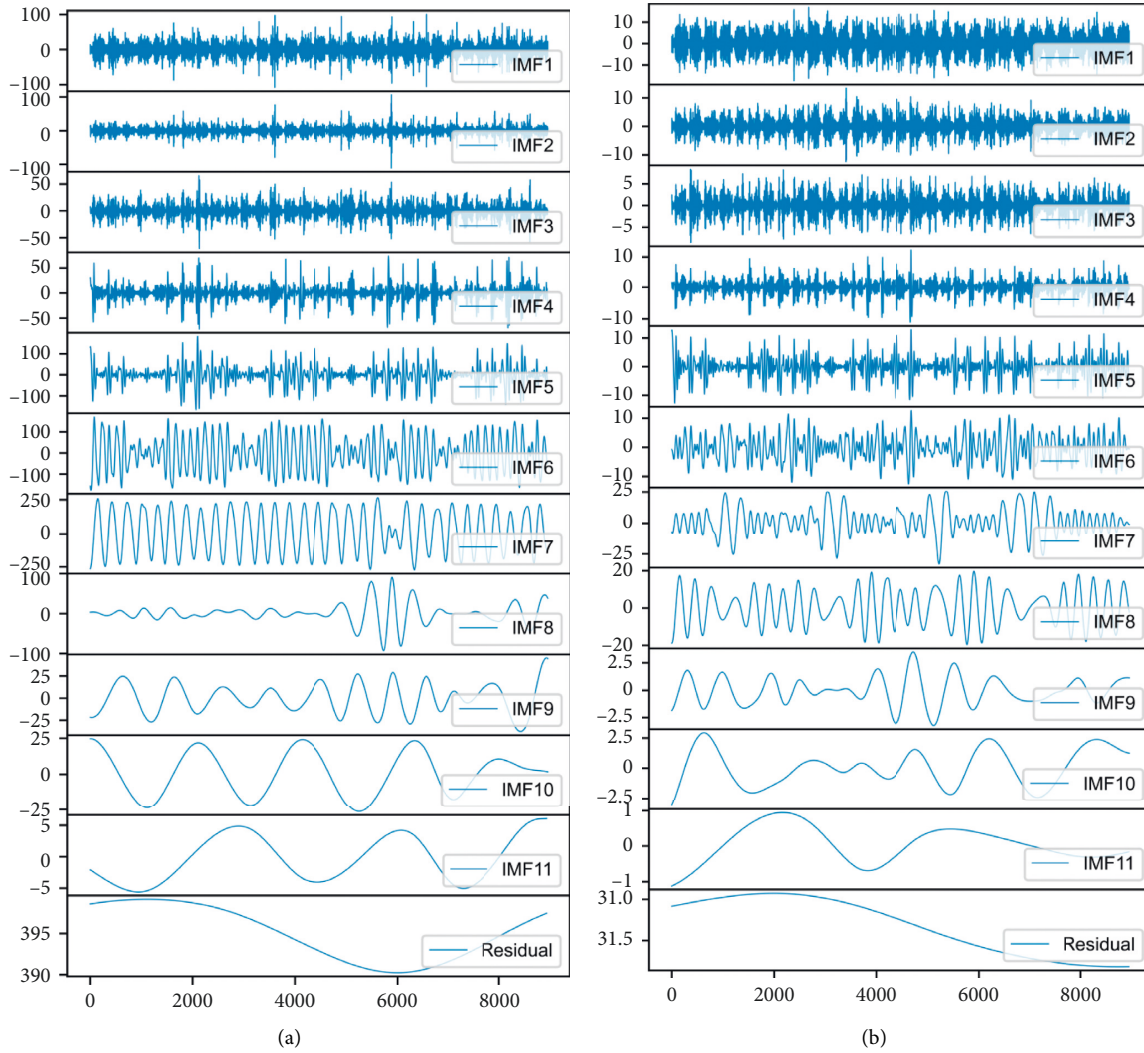 100
0
−100
IMF1
100
0
−100
IMF2
50
0
−50
IMF3
50
0
−50
IMF4
100
0
−100
IMF5
100
0
−100
IMF6
250
0
−250
IMF7
100
0
−100
IMF8
25
0
−25
IMF9
25
0
−25
IMF10
5
0
−5
IMF11
395
390
Residual
0 2000 4000 6000 8000
(a)
10
0
−10
IMF1
10
0
−10
IMF2
5
0
−5
IMF3
10
0
−10
IMF4
10
0
−10
IMF5
10
0
−10
IMF6
25
0
−25
IMF7
20
0
−20
IMF8
2.5
0
−2.5
IMF9
2.5
0
−2.5
IMF10
1
0
−1
IMF11
31.0
31.5
Residual
0 2000 4000 6000 8000
(b)